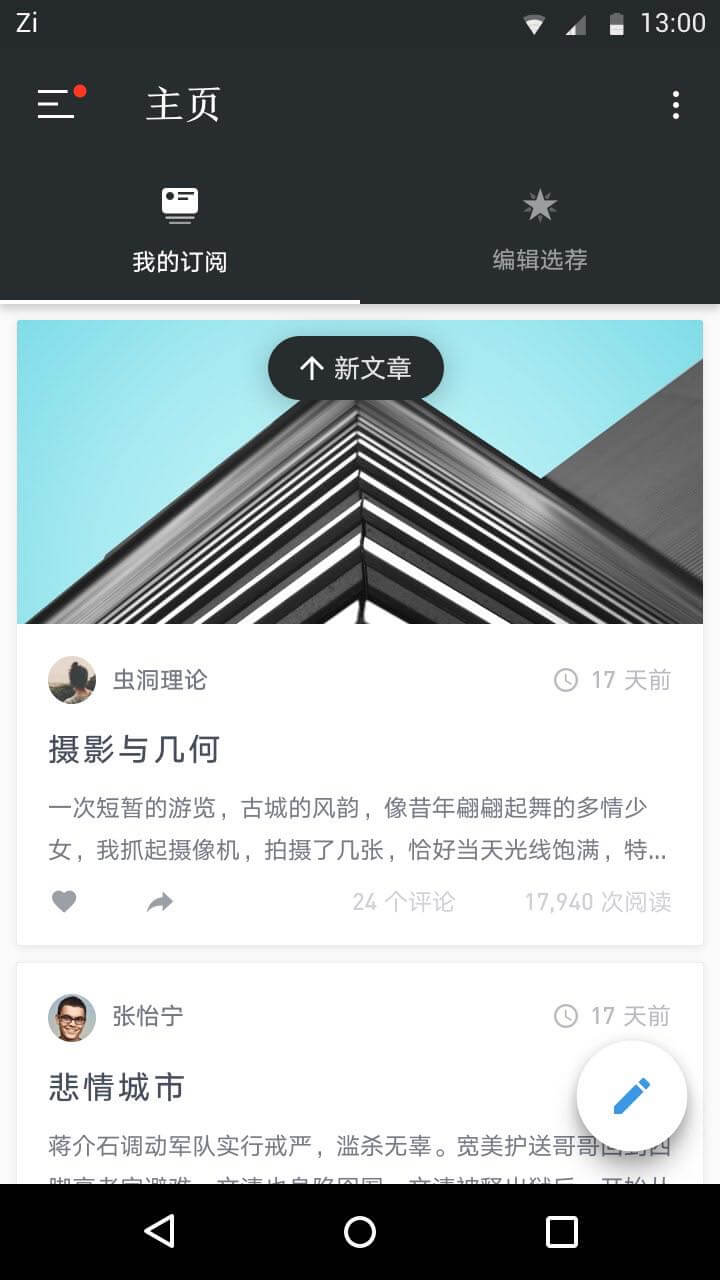 Zi
13:00
主页
我的订阅
编辑选荐
新文章
虫洞理论
17 天前
摄影与几何
一次短暂的游览，古城的风韵，像昔年翩翩起舞的多情少
女，我抓起摄像机，拍摄了几张，恰好当天光线饱满，特...
24 个评论
17,940 次阅读
张怡宁
17 天前
悲情城市
蒋介石调动军队实行戒严，滥杀无辜。宽美护送哥哥回到四